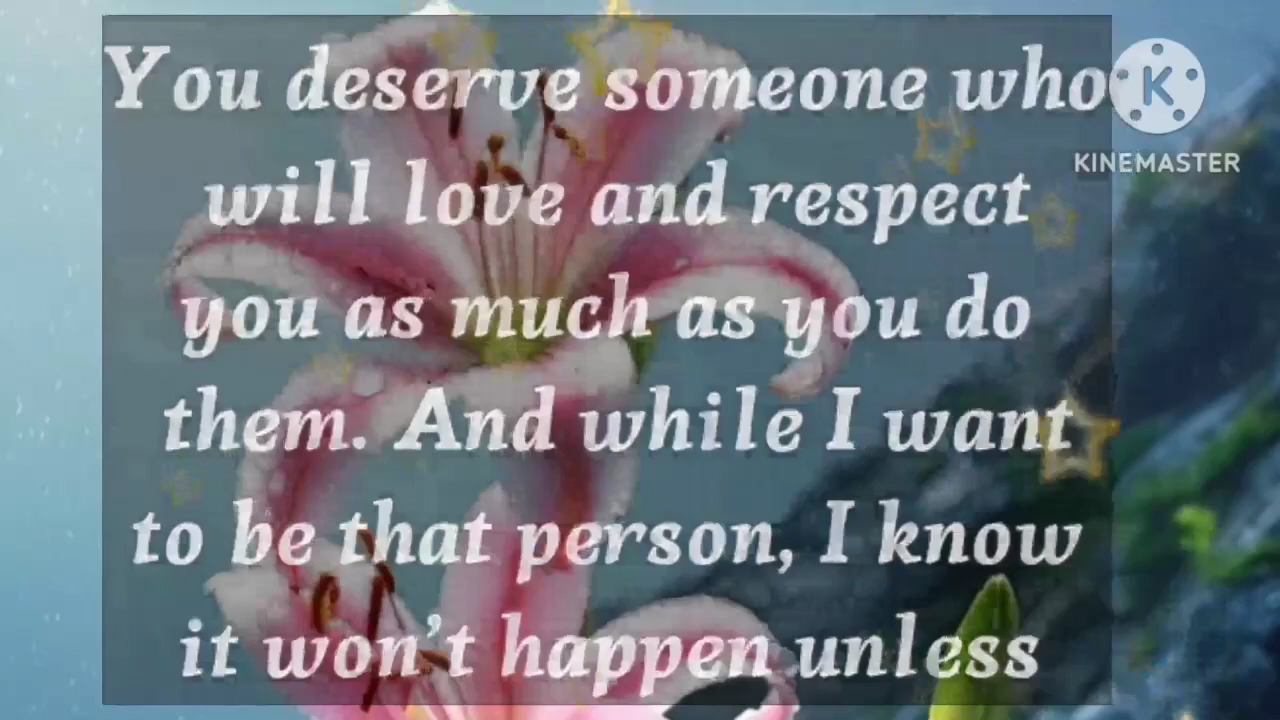 You deserve someone who
will love and respect
you as much as you do
them. And while I want
to be that person, I know
it won't happen unless
K
KINEMASTER